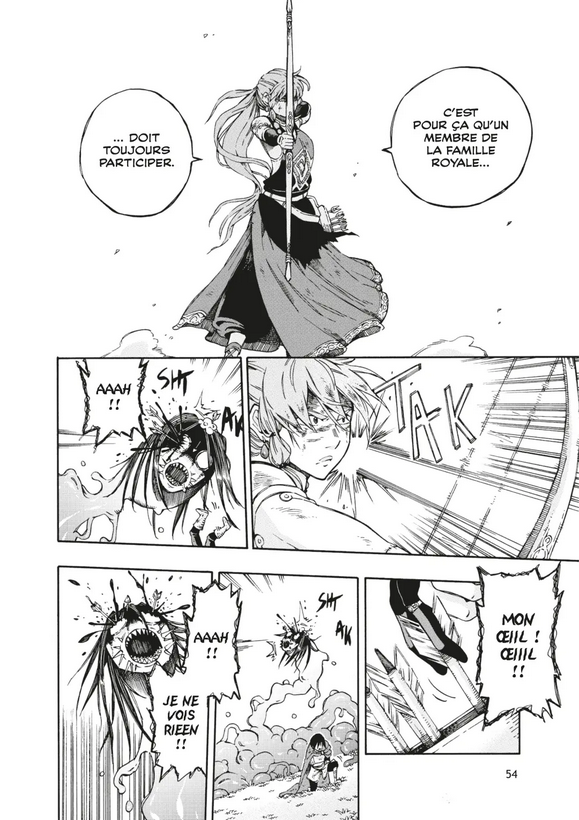 C'EST
POUR ÇA QU'UN
MEMBRE DE
LA FAMILLE
ROYALE...
... DOIT
TOUJOURS
PARTICIPER.
TAK
SHT
AK
AAAH
!!
MON
ŒIIL !
ŒIIIL
!!
SHT
AK
AAAH
!!
JE NE
VOIS
RIEEN
!!
54